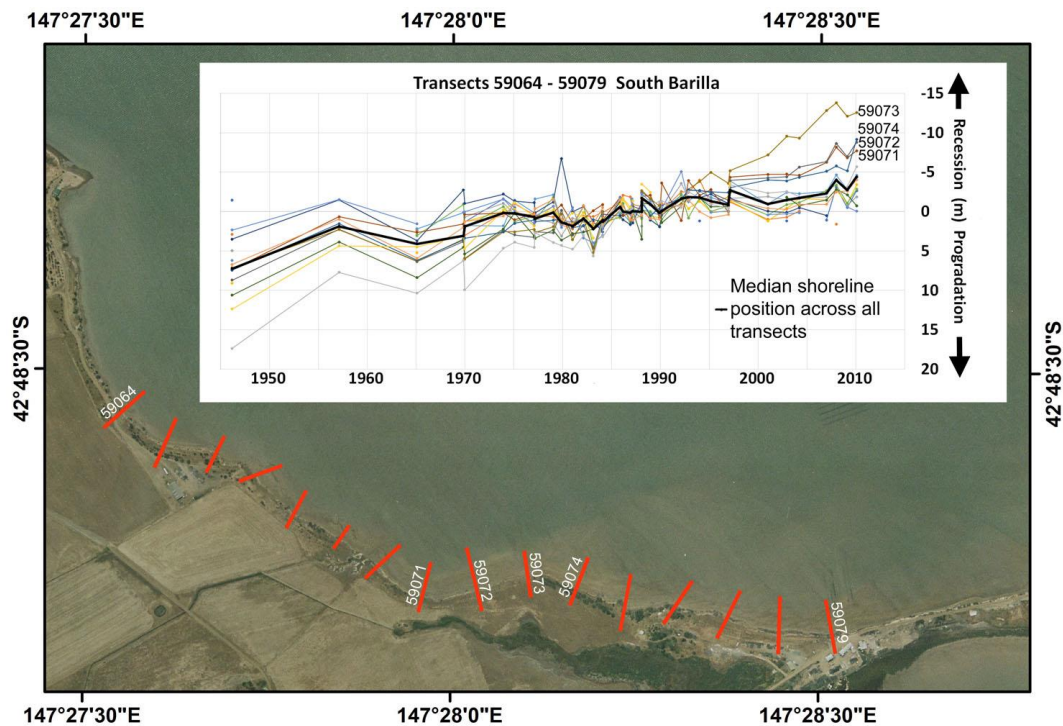 147°27'30"E
147°28'0"E
147°28'30"E
42°48'30"S
42°48'30"S
Transects 59064 - 59079 South Barilla
-15
-10
-5
0
5
10
15
20
Recession (m) Progradation
59073
59074
59072
59071
Median shoreline
position across all
transects
1950
1960
1970
1980
1990
2000
2010
59064
59071
59072
59073
59074
59079
147°27'30"E
147°28'0"E
147°28'30"E